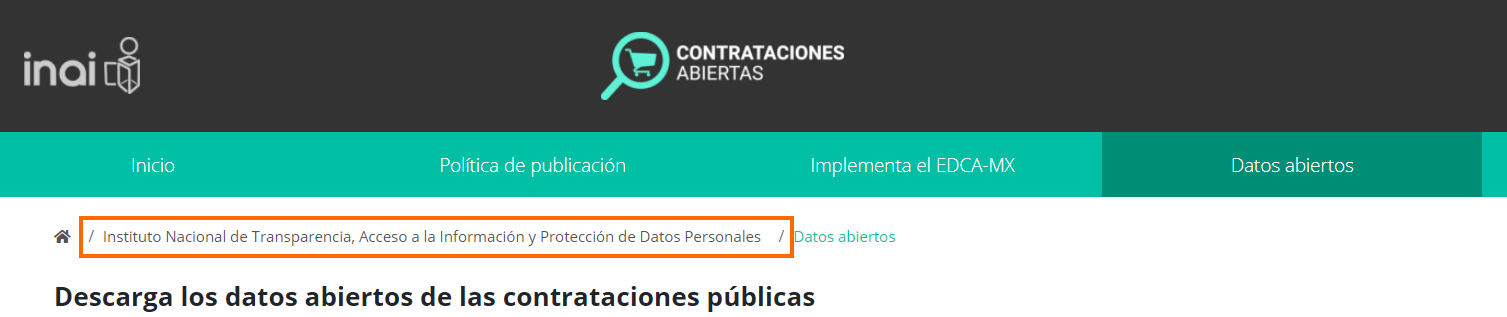 inai
CONTRATACIONES
ABIERTAS
Inicio
Política de publicación
Implementa el EDCA-MX
Datos abiertos
/ Instituto Nacional de Transparencia, Acceso a la Información y Protección de Datos Personales / Datos abiertos
Descarga los datos abiertos de las contrataciones públicas